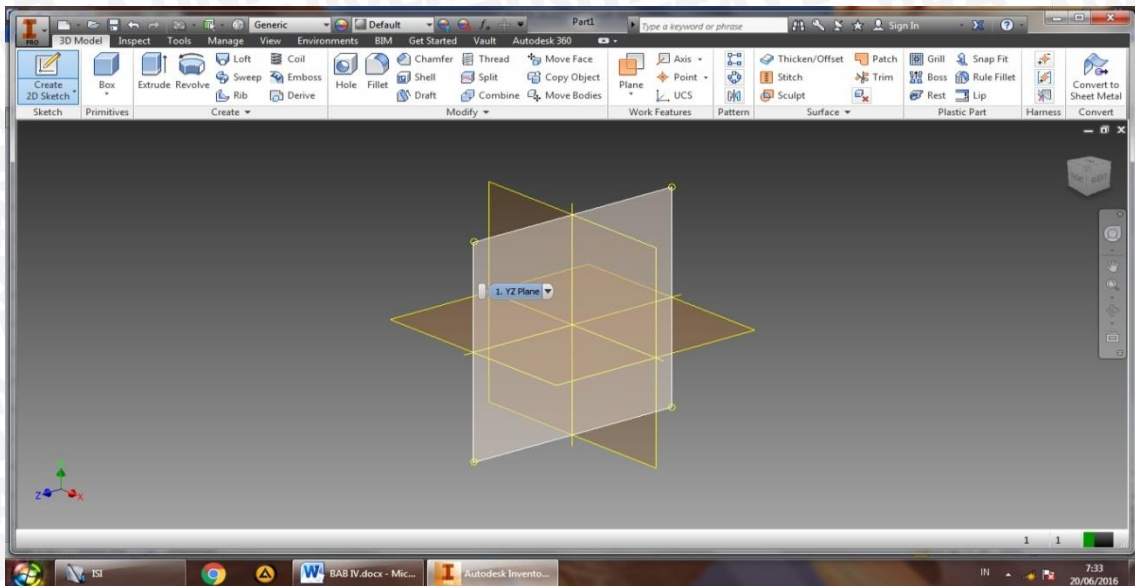 PRO
Generic
Default
Part1
Type a keyword or phrase
Sign In
3D Model Inspect Tools Manage View Environments BIM Get Started Vault Autodesk 360
Create 2D Sketch
Box
Extrude Revolve
Loft
Sweep
Rib
Coil
Emboss
Derive
Hole Fillet
Chamfer
Shell
Draft
Thread
Split
Combine
Move Face
Copy Object
Move Bodies
Plane
Axis
Point
UCS
Thicken/Offset
Stitch
Sculpt
Patch
Trim
Grill
Boss
Rest
Snap Fit
Rule Fillet
Lip
Convert to Sheet Metal
Sketch Primitives Create Modify Work Features Pattern Surface Plastic Part Harness Convert
1. YZ Plane
Z
X
1 1
ISI
BAB IV.docx - Mic...
Autodesk Invento...
IN
7:33
20/06/2016